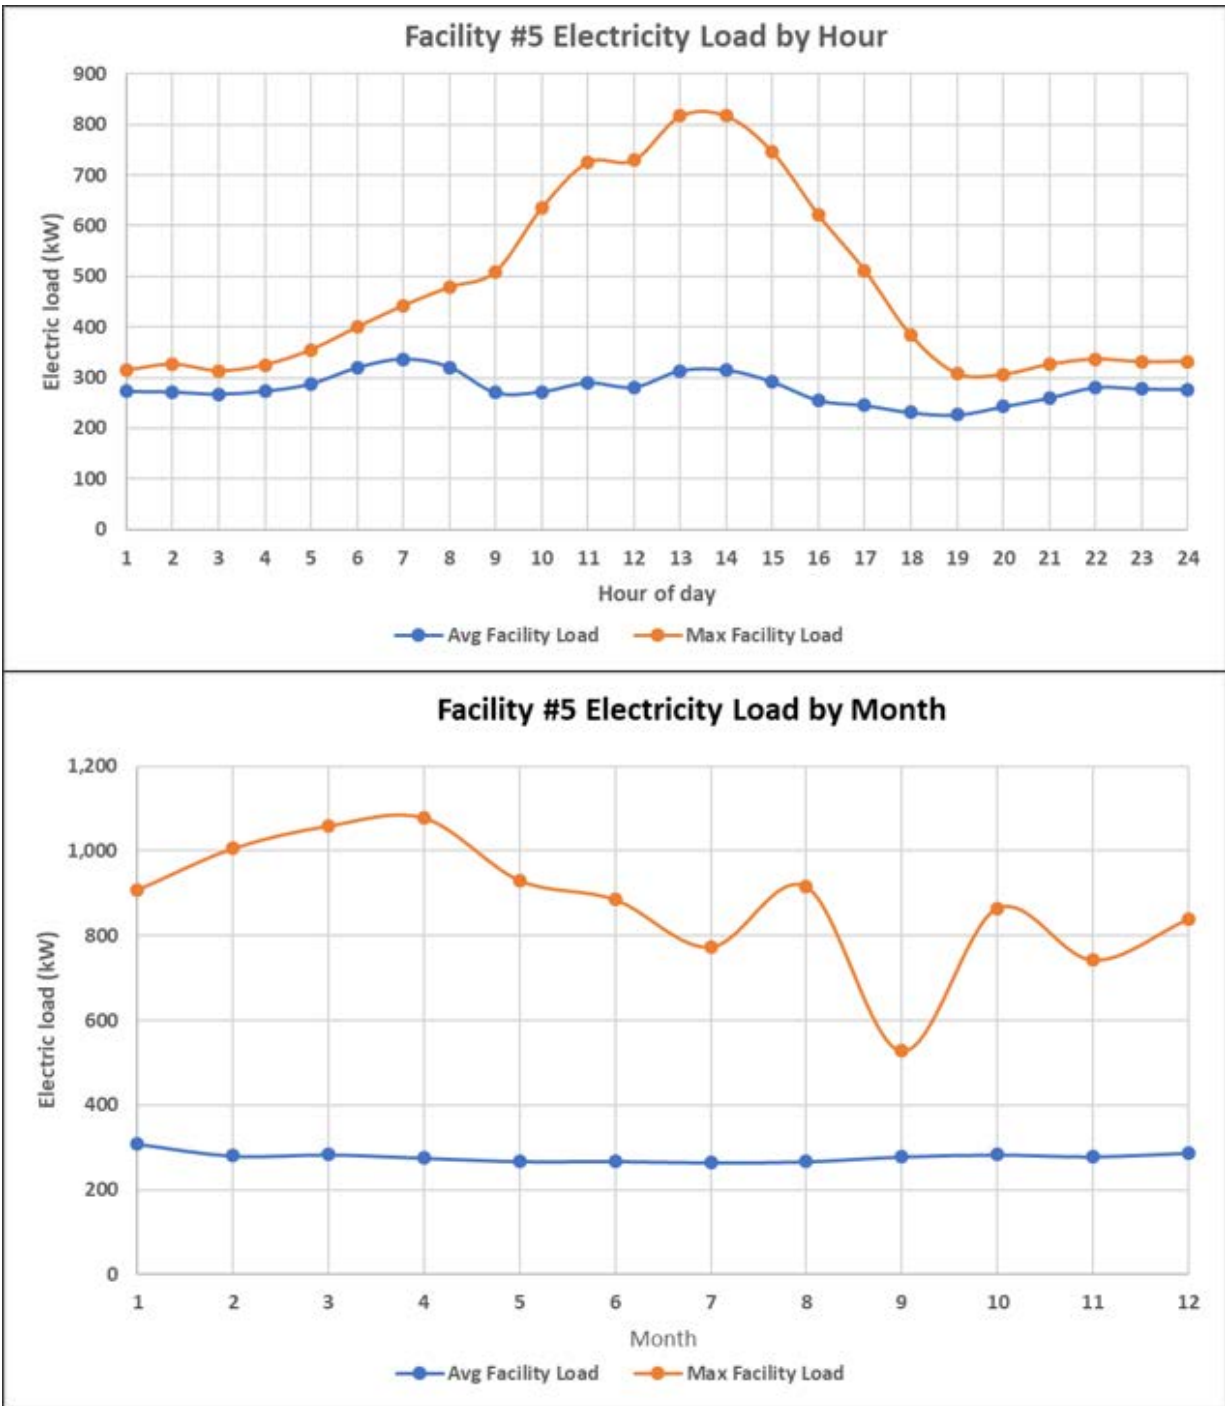 Facility #5 Electricity Load by Hour
900
800
700
600
500
400
300
200
100
0
Electric load (kW)
1 2 3 4 5 6 7 8 9 10 11 12 13 14 15 16 17 18 19 20 21 22 23 24
Hour of day
Avg Facility Load Max Facility Load
Facility #5 Electricity Load by Month
1,200
1,000
800
600
400
200
0
Electric load (kW)
1 2 3 4 5 6 7 8 9 10 11 12
Month
Avg Facility Load Max Facility Load